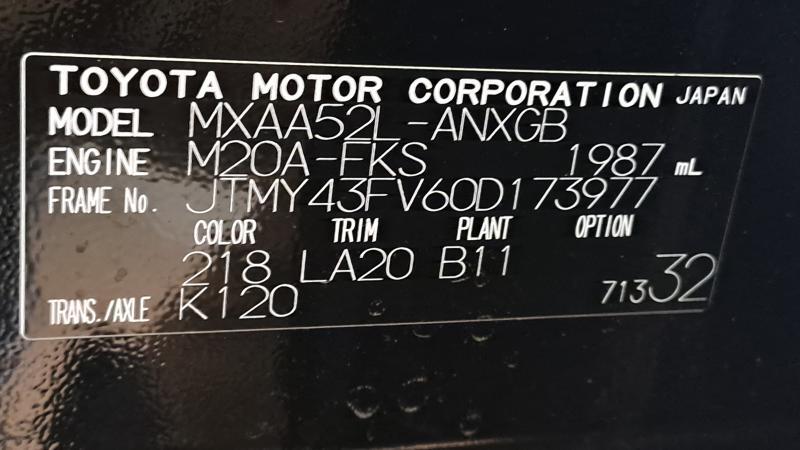 TOYOTA MOTOR CORPORATION JAPAN
MODEL MXAA52L-ANXGB
ENGINE M20A-FKS 1987 mL
FRAME No. JTMY43FV60D173977
COLOR TRIM PLANT OPTION
218 LA20 B11
TRANS./AXLE K120 71332